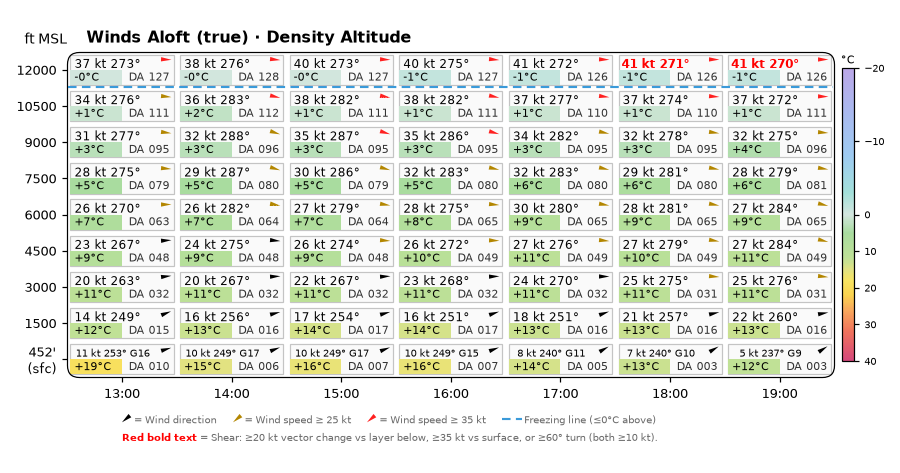 ft MSL Winds Aloft (true) · Density Altitude
12000 37 kt 273° 38 kt 276° 40 kt 273° 40 kt 275° 41 kt 272° 41 kt 271° 41 kt 270° °C
-0°C DA 127 -0°C DA 128 -0°C DA 127 -1°C DA 127 -1°C DA 126 -1°C DA 126 -1°C DA 126 −20
10500 34 kt 276° 36 kt 283° 38 kt 282° 38 kt 282° 37 kt 277° 37 kt 274° 37 kt 272°
+1°C DA 111 +2°C DA 112 +1°C DA 111 +1°C DA 111 +1°C DA 110 +1°C DA 110 +1°C DA 111
9000 31 kt 277° 32 kt 288° 35 kt 287° 35 kt 286° 34 kt 282° 32 kt 278° 32 kt 275° −10
+3°C DA 095 +3°C DA 096 +3°C DA 095 +3°C DA 095 +3°C DA 095 +3°C DA 095 +4°C DA 096
7500 28 kt 275° 29 kt 287° 30 kt 286° 32 kt 283° 32 kt 283° 29 kt 281° 28 kt 279°
+5°C DA 079 +5°C DA 080 +5°C DA 079 +5°C DA 080 +6°C DA 080 +6°C DA 080 +6°C DA 081
6000 26 kt 270° 26 kt 282° 27 kt 279° 28 kt 275° 30 kt 280° 28 kt 281° 27 kt 284° 0
+7°C DA 063 +7°C DA 064 +7°C DA 064 +8°C DA 065 +9°C DA 065 +9°C DA 065 +9°C DA 065
4500 23 kt 267° 24 kt 275° 26 kt 274° 26 kt 272° 27 kt 276° 27 kt 279° 27 kt 284° 10
+9°C DA 048 +9°C DA 048 +9°C DA 048 +10°C DA 049 +11°C DA 049 +10°C DA 049 +11°C DA 049
3000 20 kt 263° 20 kt 267° 22 kt 267° 23 kt 268° 24 kt 270° 25 kt 275° 25 kt 276° 20
+11°C DA 032 +11°C DA 032 +11°C DA 032 +11°C DA 032 +11°C DA 032 +11°C DA 031 +11°C DA 031
1500 14 kt 249° 16 kt 256° 17 kt 254° 16 kt 251° 18 kt 251° 21 kt 257° 22 kt 260° 30
+12°C DA 015 +13°C DA 016 +14°C DA 017 +14°C DA 017 +13°C DA 016 +13°C DA 016 +13°C DA 016
452' 11 kt 253° G16 10 kt 249° G17 10 kt 249° G17 10 kt 249° G15 8 kt 240° G11 7 kt 240° G10 5 kt 237° G9 40
(sfc) +19°C DA 010 +15°C DA 006 +16°C DA 007 +16°C DA 007 +14°C DA 005 +13°C DA 003 +12°C DA 003
13:00 14:00 15:00 16:00 17:00 18:00 19:00
= Wind direction = Wind speed ≥ 25 kt = Wind speed ≥ 35 kt Freezing line (≤0°C above)
Red bold text = Shear: ≥20 kt vector change vs layer below, ≥35 kt vs surface, or ≥60° turn (both ≥10 kt).